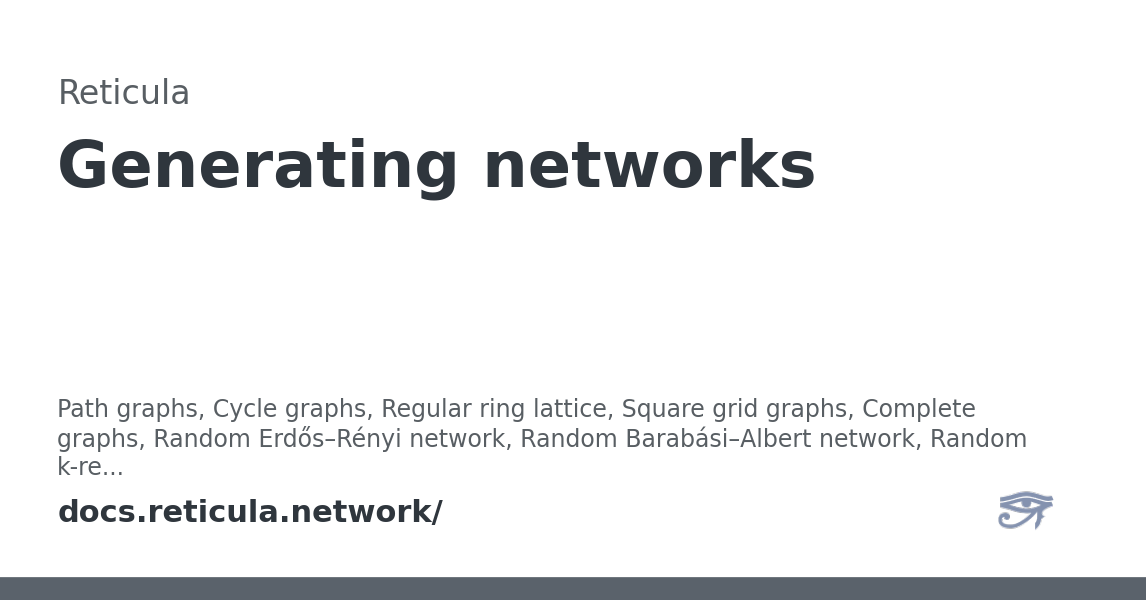 Reticula
Generating networks
Path graphs, Cycle graphs, Regular ring lattice, Square grid graphs, Complete
graphs, Random Erdős–Rényi network, Random Barabási–Albert network, Random
k-re...
docs.reticula.network/